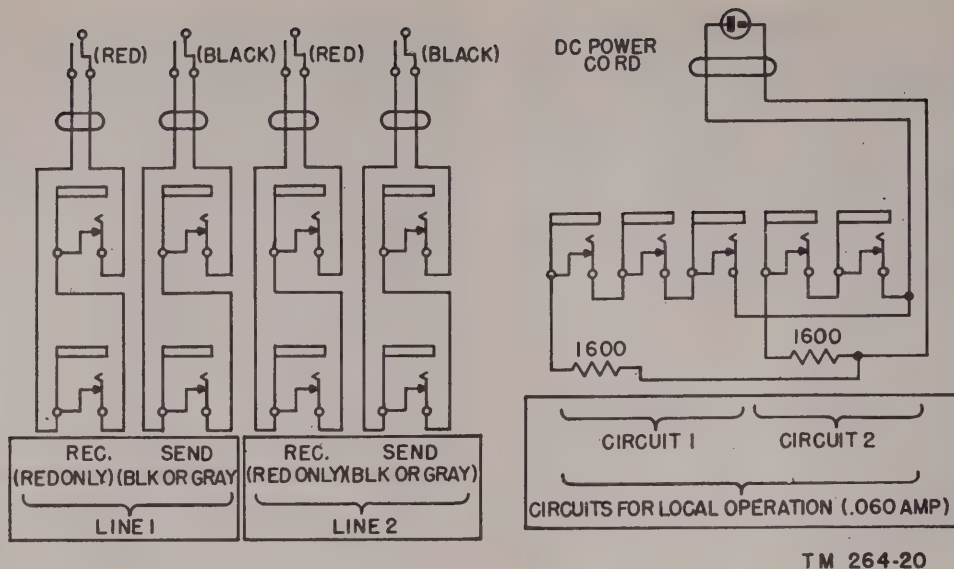 (RED) (BLACK) (RED) (BLACK)
REC. SEND REC. SEND
(RED ONLY) (BLK OR GRAY (RED ONLY)(BLK OR GRAY)
LINE 1 LINE 2
DC POWER
CORD
1600
1600
CIRCUIT 1 CIRCUIT 2
CIRCUITS FOR LOCAL OPERATION (.060 AMP)
TM 264-20